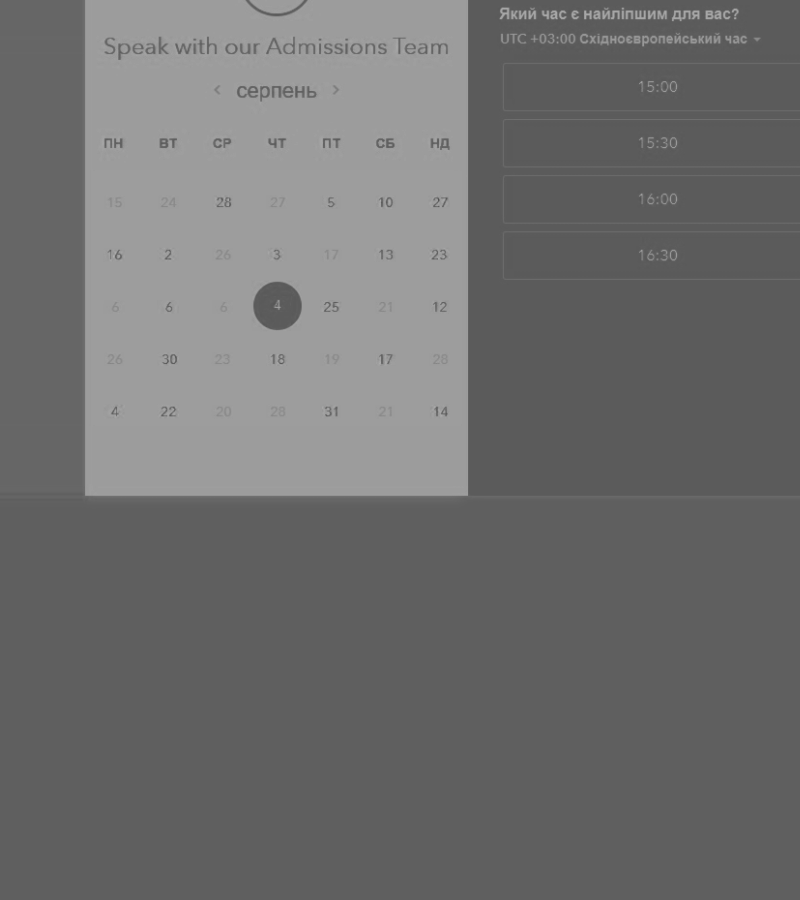 Speak with our Admissions Team
‹ серпень ›
ПН ВТ СР ЧТ ПТ СБ НД
15 24 28 27 5 10 27
16 2 26 3 17 13 23
6 6 6 4 25 21 12
26 30 23 18 19 17 28
4 22 20 28 31 21 14
Який час є найліпшим для вас?
UTC +03:00 Східноєвропейський час
15:00
15:30
16:00
16:30